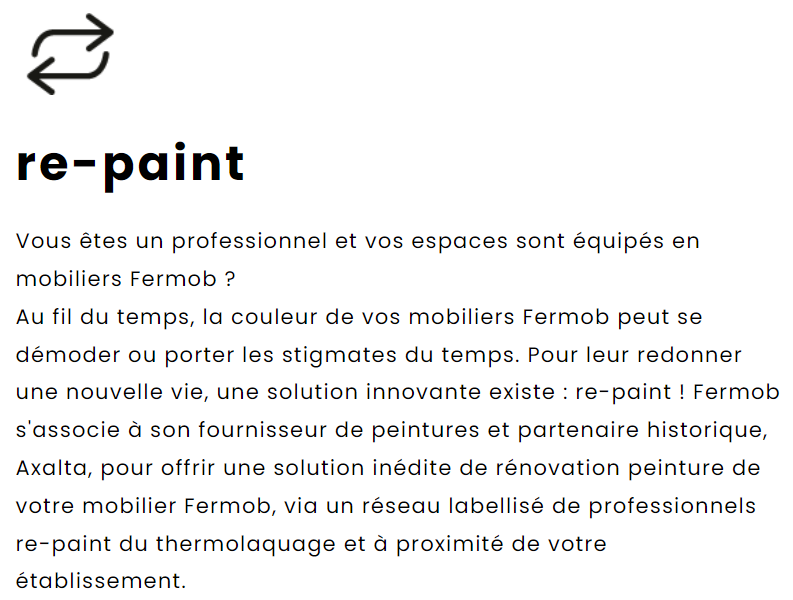 re-paint
Vous êtes un professionnel et vos espaces sont équipés en
mobiliers Fermob ?
Au fil du temps, la couleur de vos mobiliers Fermob peut se
démoder ou porter les stigmates du temps. Pour leur redonner
une nouvelle vie, une solution innovante existe : re-paint ! Fermob
s'associe à son fournisseur de peintures et partenaire historique,
Axalta, pour offrir une solution inédite de rénovation peinture de
votre mobilier Fermob, via un réseau labellisé de professionnels
re-paint du thermolaquage et à proximité de votre
établissement.